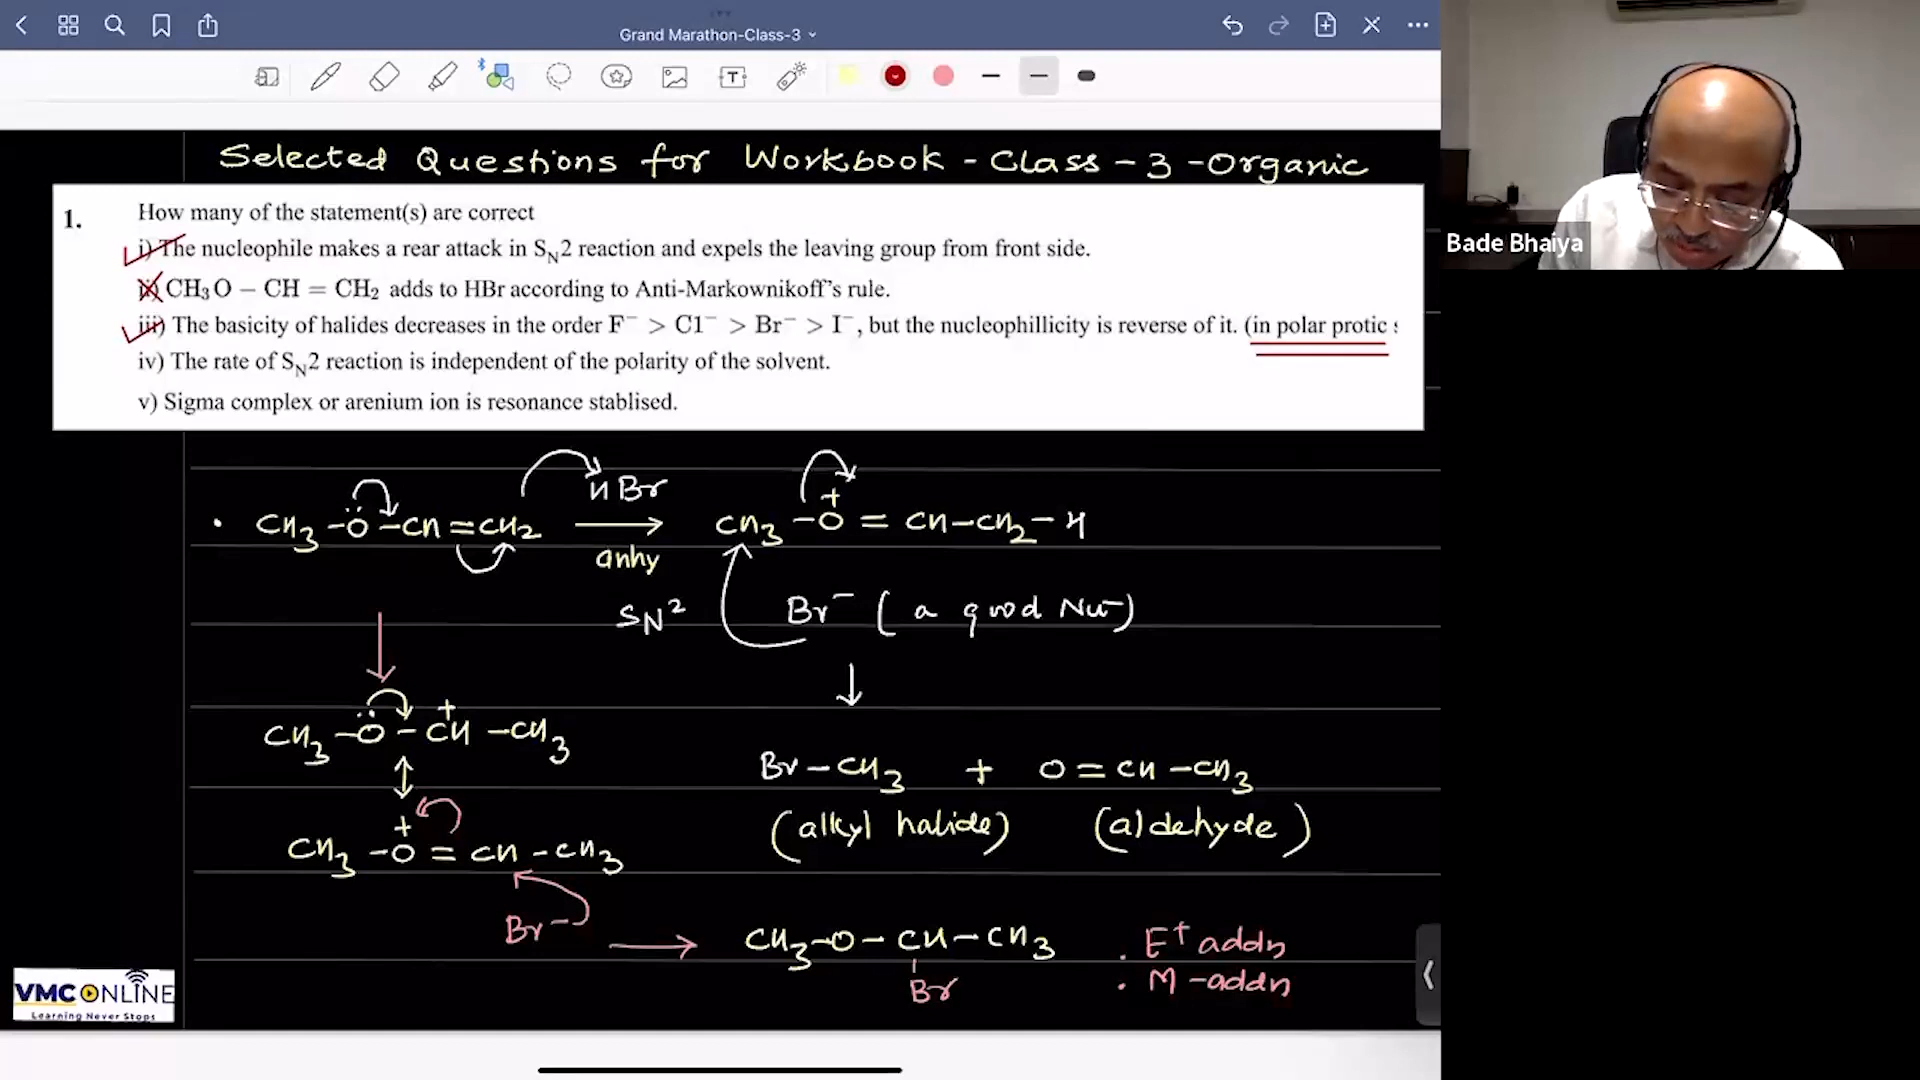 Grand Marathon-Class-3
Selected Questions for Workbook - Class - 3 - Organic
1. How many of the statement(s) are correct
i) The nucleophile makes a rear attack in SN2 reaction and expels the leaving group from front side.
ii) CH3O – CH = CH2 adds to HBr according to Anti-Markownikoff's rule.
iii) The basicity of halides decreases in the order F⁻ > C1⁻ > Br⁻ > I⁻, but the nucleophillicity is reverse of it. (in polar protic
iv) The rate of SN2 reaction is independent of the polarity of the solvent.
v) Sigma complex or arenium ion is resonance stablised.
Bade Bhaiya
HBr
• CH3 -Ö-CH=CH2 → CH3 -O⁺=CH-CH2-H
anhy
SN2 Br⁻ (a good Nu⁻)
CH3-Ö-C⁺H-CH3
Br-CH3 + O=CH-CH3
(alkyl halide) (aldehyde)
CH3-O⁺=CH-CH3
Br⁻ → CH3-O-CH-CH3 . E⁺ addn
Br . M-addn
VMC ONLINE
Learning Never Stops